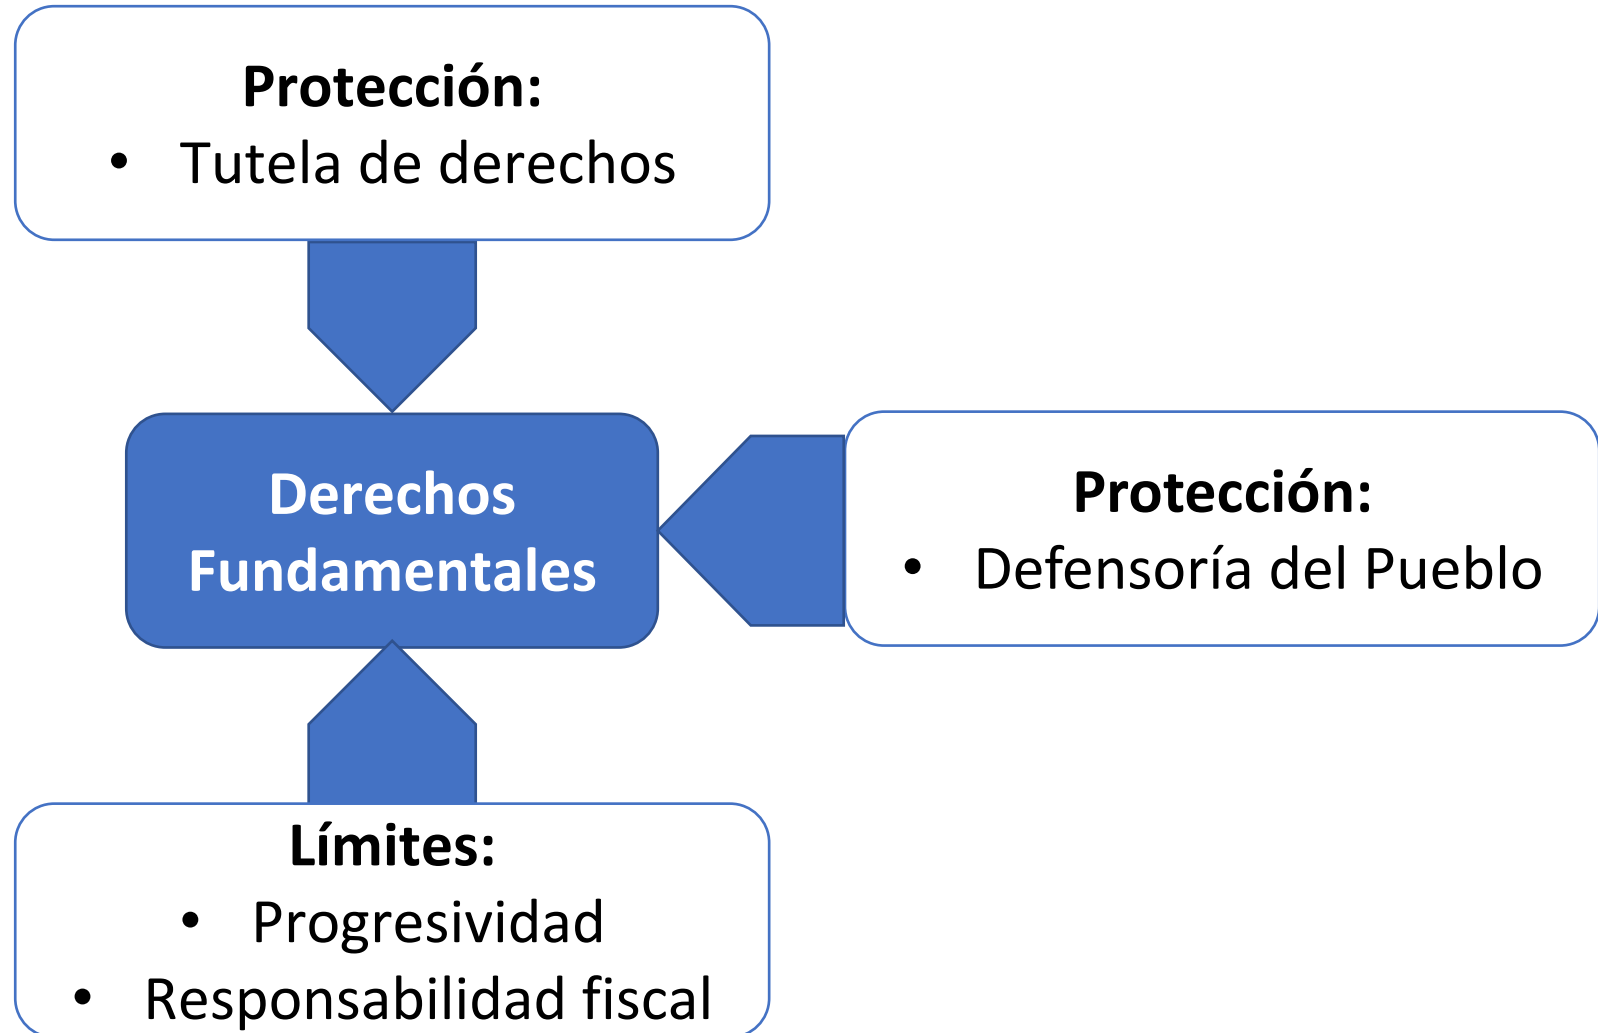 Protección:
• Tutela de derechos
Derechos
Fundamentales
Protección:
• Defensoría del Pueblo
Límites:
• Progresividad
• Responsabilidad fiscal